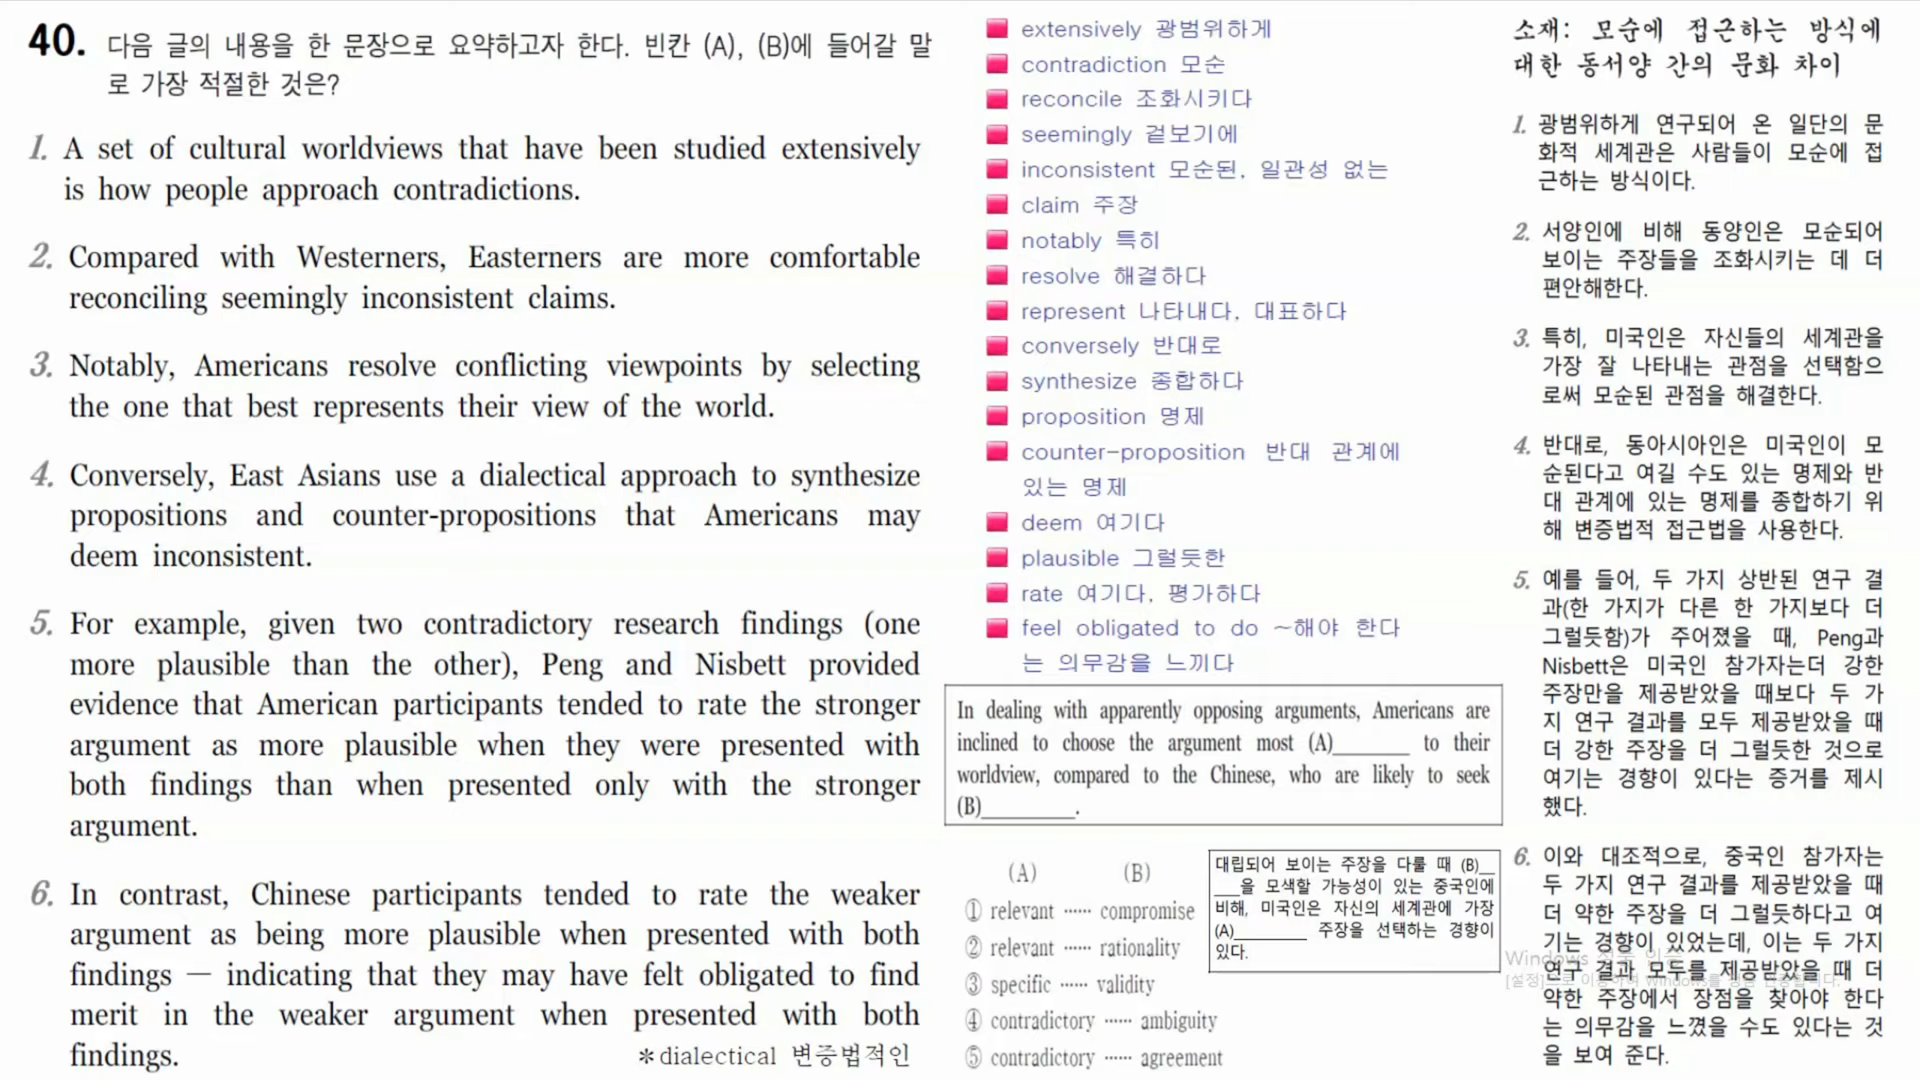 40. 다음 글의 내용을 한 문장으로 요약하고자 한다. 빈칸 (A), (B)에 들어갈 말
로 가장 적절한 것은?
1. A set of cultural worldviews that have been studied extensively
is how people approach contradictions.
2. Compared with Westerners, Easterners are more comfortable
reconciling seemingly inconsistent claims.
3. Notably, Americans resolve conflicting viewpoints by selecting
the one that best represents their view of the world.
4. Conversely, East Asians use a dialectical approach to synthesize
propositions and counter-propositions that Americans may
deem inconsistent.
5. For example, given two contradictory research findings (one
more plausible than the other), Peng and Nisbett provided
evidence that American participants tended to rate the stronger
argument as more plausible when they were presented with
both findings than when presented only with the stronger
argument.
6. In contrast, Chinese participants tended to rate the weaker
argument as being more plausible when presented with both
findings — indicating that they may have felt obligated to find
merit in the weaker argument when presented with both
findings.
*dialectical 변증법적인
extensively 광범위하게
contradiction 모순
reconcile 조화시키다
seemingly 겉보기에
inconsistent 모순된, 일관성 없는
claim 주장
notably 특히
resolve 해결하다
represent 나타내다, 대표하다
conversely 반대로
synthesize 종합하다
proposition 명제
counter-proposition 반대 관계에
있는 명제
deem 여기다
plausible 그럴듯한
rate 여기다, 평가하다
feel obligated to do ~해야 한다
는 의무감을 느끼다
In dealing with apparently opposing arguments, Americans are
inclined to choose the argument most (A)________ to their
worldview, compared to the Chinese, who are likely to seek
(B)__________.
(A) (B)
① relevant ······ compromise
② relevant ······ rationality
③ specific ······ validity
④ contradictory ······ ambiguity
⑤ contradictory ······ agreement
대립되어 보이는 주장을 다룰 때 (B)__
___을 모색할 가능성이 있는 중국인에
비해, 미국인은 자신의 세계관에 가장
(A)_________ 주장을 선택하는 경향이
있다.
소재: 모순에 접근하는 방식에
대한 동서양 간의 문화 차이
1. 광범위하게 연구되어 온 일단의 문
화적 세계관은 사람들이 모순에 접
근하는 방식이다.
2. 서양인에 비해 동양인은 모순되어
보이는 주장들을 조화시키는 데 더
편안해한다.
3. 특히, 미국인은 자신들의 세계관을
가장 잘 나타내는 관점을 선택함으
로써 모순된 관점을 해결한다.
4. 반대로, 동아시아인은 미국인이 모
순된다고 여길 수도 있는 명제와 반
대 관계에 있는 명제를 종합하기 위
해 변증법적 접근법을 사용한다.
5. 예를 들어, 두 가지 상반된 연구 결
과(한 가지가 다른 한 가지보다 더
그럴듯함)가 주어졌을 때, Peng과
Nisbett은 미국인 참가자는더 강한
주장만을 제공받았을 때보다 두 가
지 연구 결과를 모두 제공받았을 때
더 강한 주장을 더 그럴듯한 것으로
여기는 경향이 있다는 증거를 제시
했다.
6. 이와 대조적으로, 중국인 참가자는
두 가지 연구 결과를 제공받았을 때
더 약한 주장을 더 그럴듯하다고 여
기는 경향이 있었는데, 이는 두 가지
연구 결과 모두를 제공받았을 때 더
약한 주장에서 장점을 찾아야 한다
는 의무감을 느꼈을 수도 있다는 것
을 보여 준다.
Windows